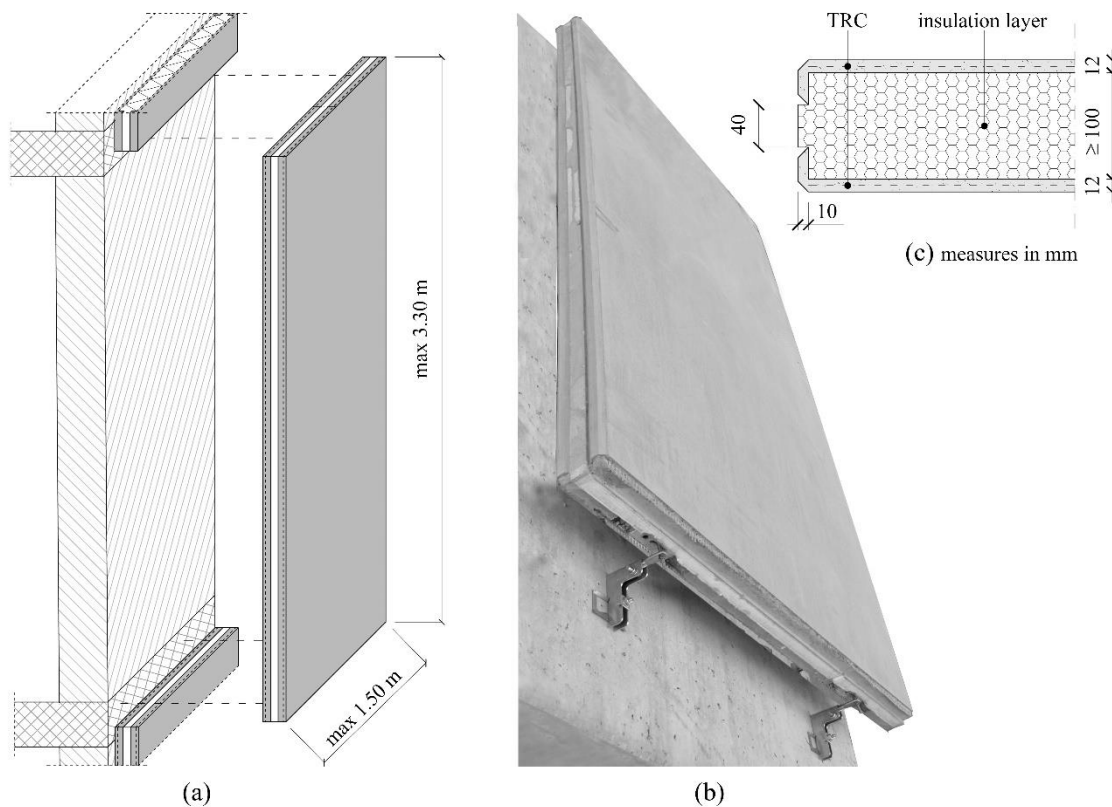 TRC
insulation layer
12
40
≥ 100
12
10
(c) measures in mm
max 3.30 m
max 1.50 m
(a)
(b)